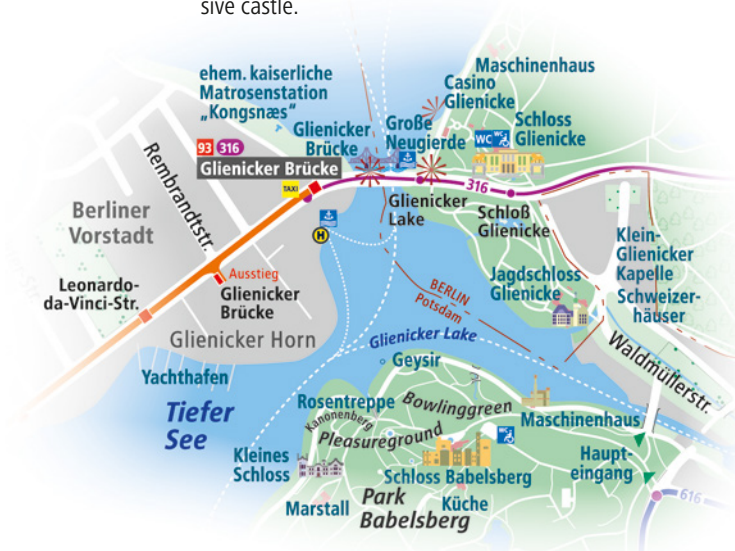 sive castle.
ehem. kaiserliche
Matrosenstation
„Kongsnæs“
Maschinenhaus
Casino
Glienicke
Glienicker
Brücke
Große
Neugierde
WC
WC
Schloss
Glienicke
93 316
Glienicker Brücke
TAXI
316
Rembrandtstr.
Berliner
Vorstadt
Glienicker
Lake
Schloß
Glienicke
H
Klein-
Glienicker
Kapelle
Schweizer-
häuser
Ausstieg
Glienicker
Brücke
Leonardo-
da-Vinci-Str.
Jagdschloss
Glienicke
BERLIN
Potsdam
Glienicker Horn
Glienicker Lake
Waldmüllerstr.
Geysir
Yachthafen
Tiefer
See
Rosentreppe
Kanonenberg
Bowlinggreen
Pleasureground
Maschinenhaus
WC
Kleines
Schloss
Schloss Babelsberg
Haupt-
eingang
Marstall
Park
Babelsberg
Küche
616